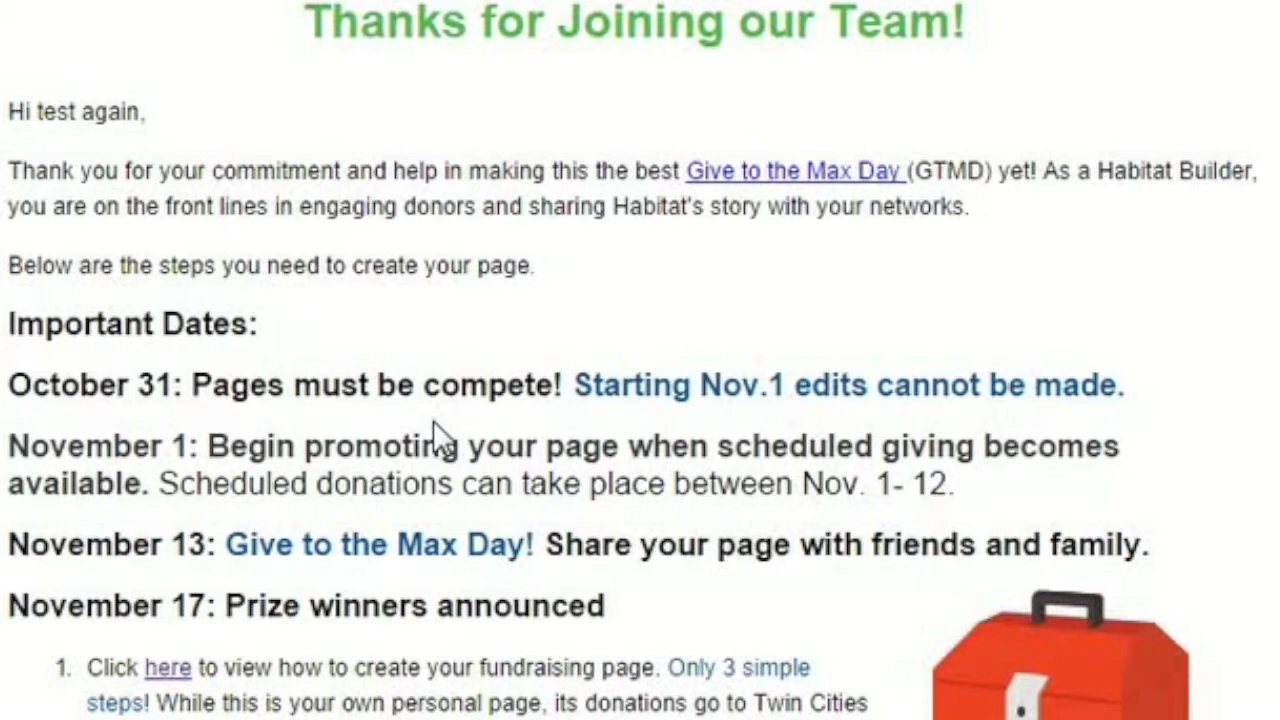 Thanks for Joining our Team!
Hi test again,
Thank you for your commitment and help in making this the best Give to the Max Day (GTMD) yet! As a Habitat Builder,
you are on the front lines in engaging donors and sharing Habitat's story with your networks.
Below are the steps you need to create your page.
Important Dates:
October 31: Pages must be compete! Starting Nov.1 edits cannot be made.
November 1: Begin promoting your page when scheduled giving becomes
available. Scheduled donations can take place between Nov. 1- 12.
November 13: Give to the Max Day! Share your page with friends and family.
November 17: Prize winners announced
1. Click here to view how to create your fundraising page. Only 3 simple
steps! While this is your own personal page, its donations go to Twin Cities